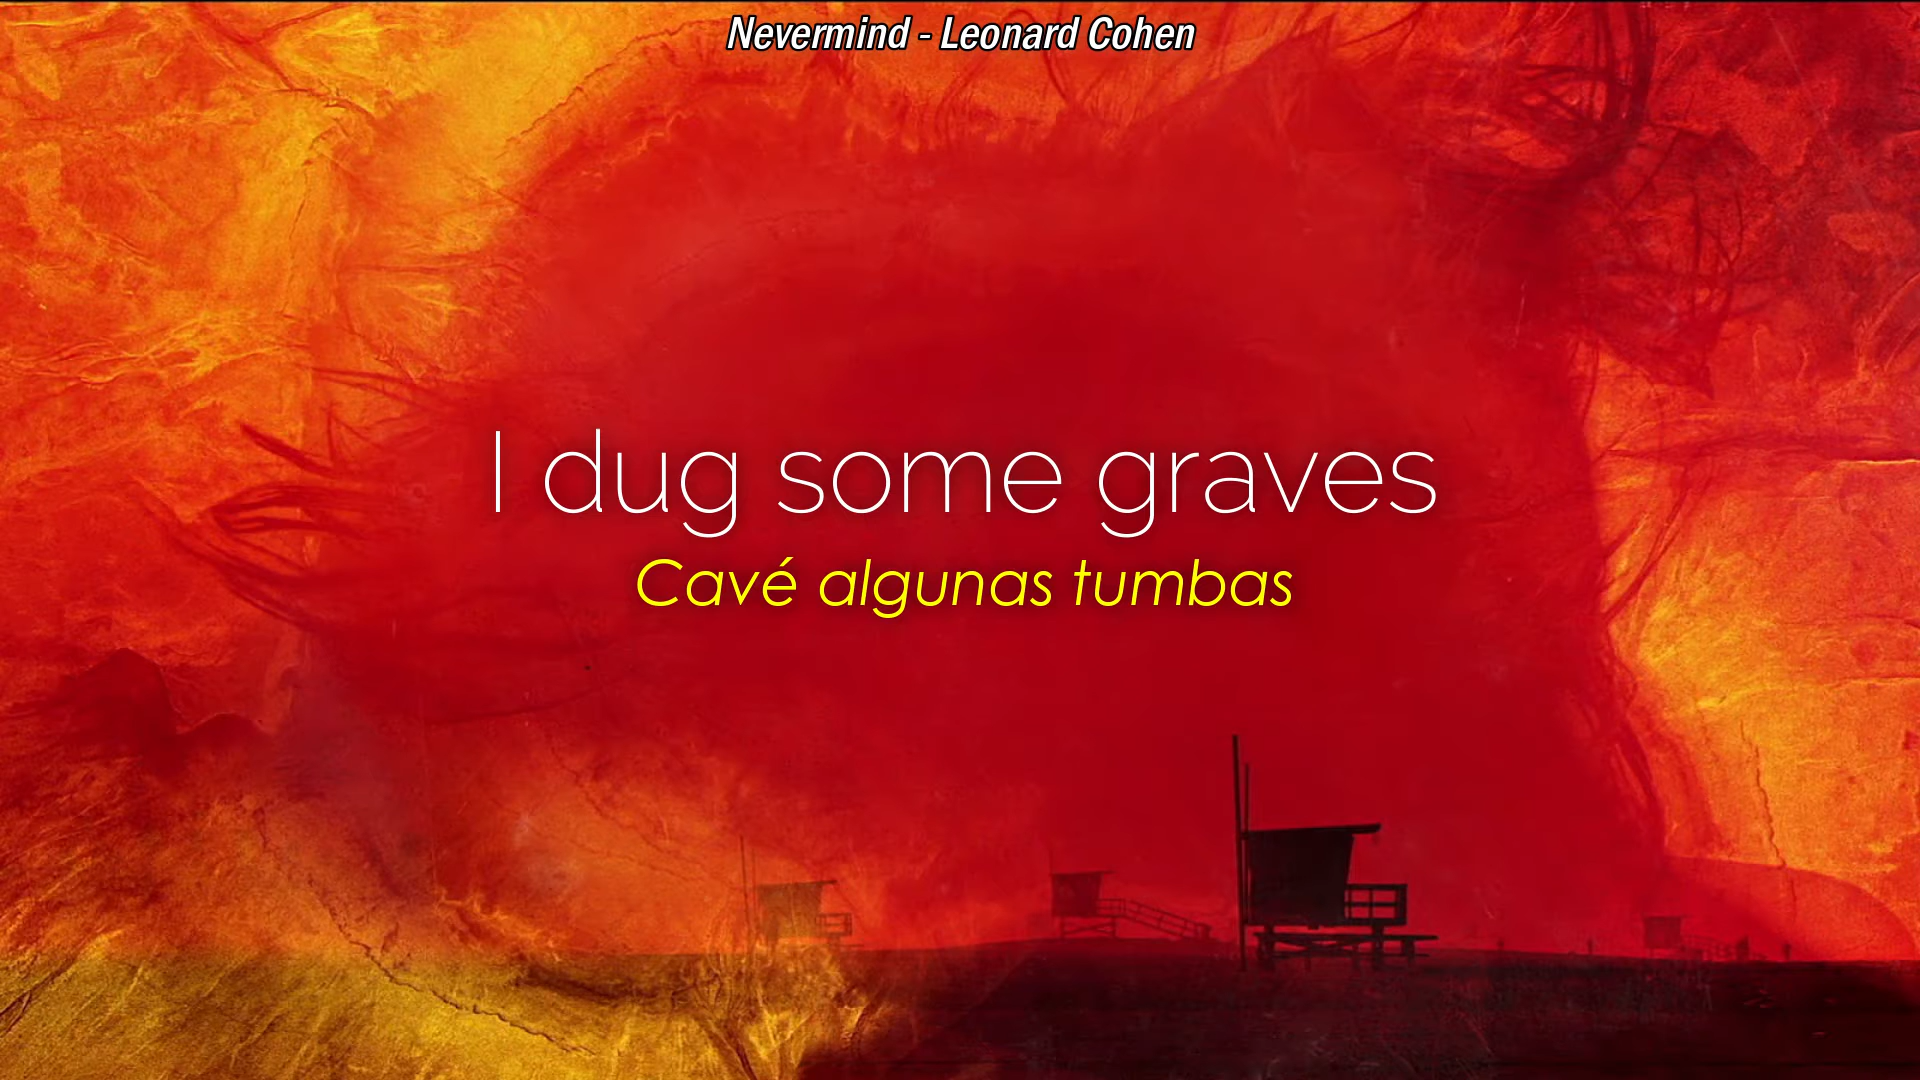 Nevermind - Leonard Cohen
I dug some graves
Cavé algunas tumbas